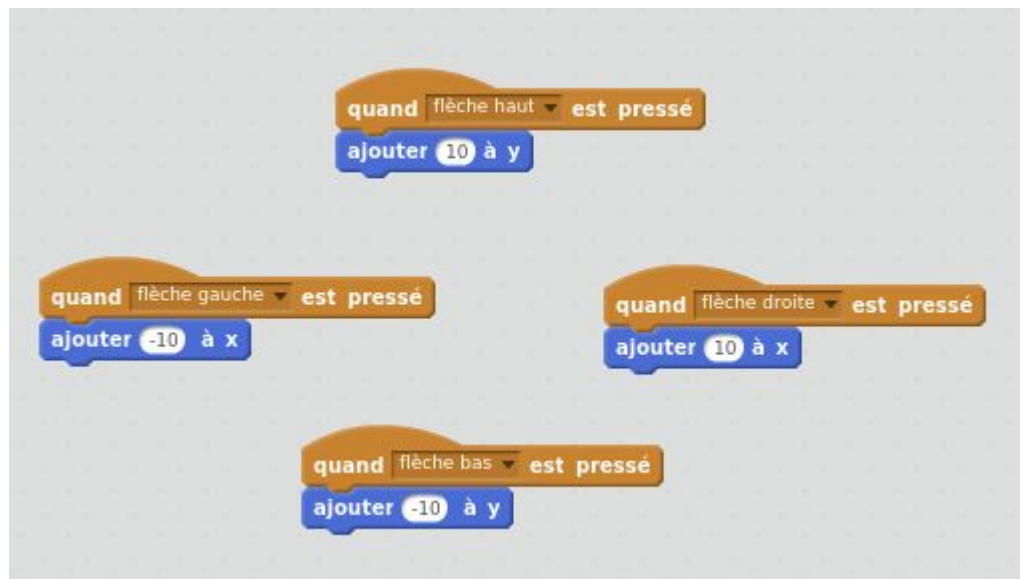 quand flèche haut est pressé
ajouter 10 à y
quand flèche gauche est pressé
ajouter -10 à x
quand flèche droite est pressé
ajouter 10 à x
quand flèche bas est pressé
ajouter -10 à y